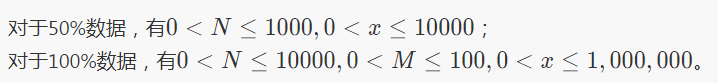 对于50%数据，有0 < N ≤ 1000, 0 < x ≤ 10000；
对于100%数据，有0 < N ≤ 10000, 0 < M ≤ 100, 0 < x ≤ 1,000,000。